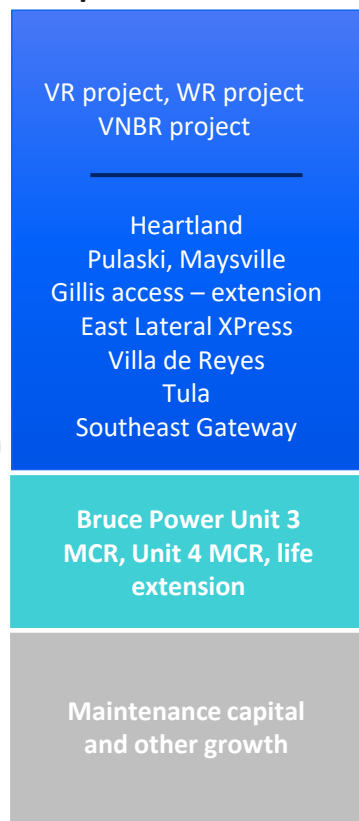 VR project, WR project
VNBR project
Heartland
Pulaski, Maysville
Gillis access – extension
East Lateral XPress
Villa de Reyes
Tula
Southeast Gateway
Bruce Power Unit 3
MCR, Unit 4 MCR, life
extension
Maintenance capital
and other growth